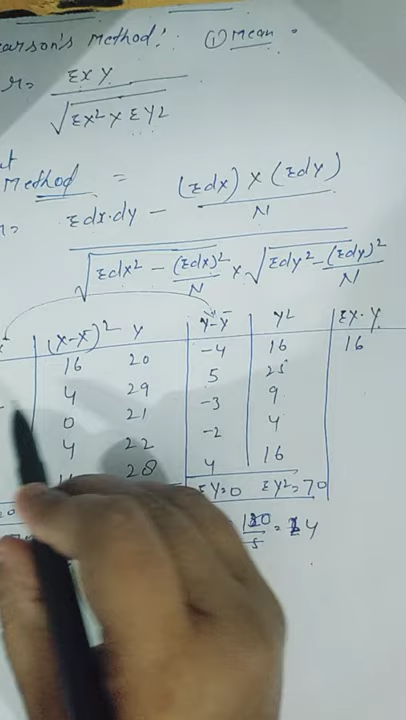 earson's Method: ① Mean
r = Σxy
√Σx² × Σy²
Method =
r = Σdx.dy − (Σdx) × (Σdy)
N
√Σdx² − (Σdx)²/N × √Σdy² − (Σdy)²/N
(x-x̄)² y y-ȳ y² Σx.y
16 20 -4 16 16
4 29 5 25
0 21 -3 9
4 22 -2 4
28 4 16
Σy=0 Σy²=70
120/5 = 24